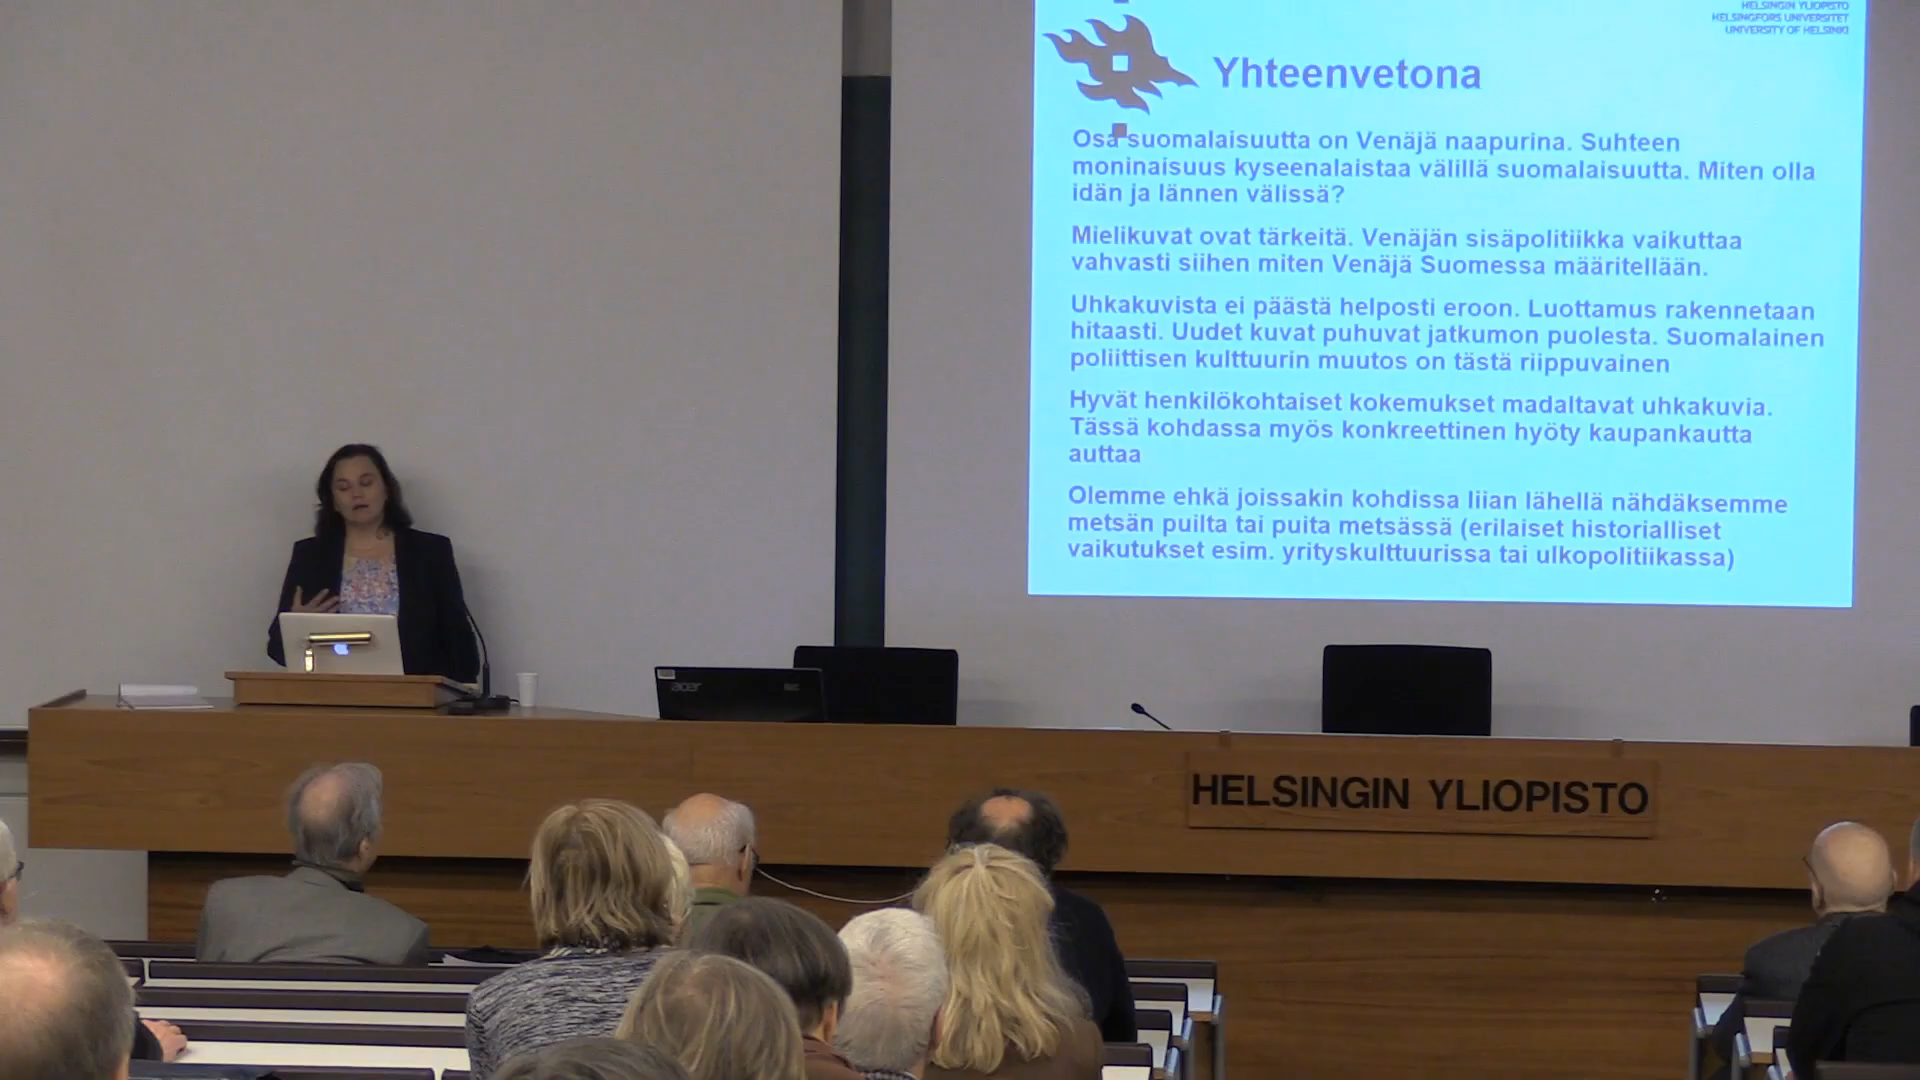 HELSINGIN YLIOPISTO
HELSINGFORS UNIVERSITET
UNIVERSITY OF HELSINKI
Yhteenvetona
Osa suomalaisuutta on Venäjä naapurina. Suhteen
moninaisuus kyseenalaistaa välillä suomalaisuutta. Miten olla
idän ja lännen välissä?
Mielikuvat ovat tärkeitä. Venäjän sisäpolitiikka vaikuttaa
vahvasti siihen miten Venäjä Suomessa määritellään.
Uhkakuvista ei päästä helposti eroon. Luottamus rakennetaan
hitaasti. Uudet kuvat puhuvat jatkumon puolesta. Suomalainen
poliittisen kulttuurin muutos on tästä riippuvainen
Hyvät henkilökohtaiset kokemukset madaltavat uhkakuvia.
Tässä kohdassa myös konkreettinen hyöty kaupankautta
auttaa
Olemme ehkä joissakin kohdissa liian lähellä nähdäksemme
metsän puilta tai puita metsässä (erilaiset historialliset
vaikutukset esim. yrityskulttuurissa tai ulkopolitiikassa)
acer
HELSINGIN YLIOPISTO